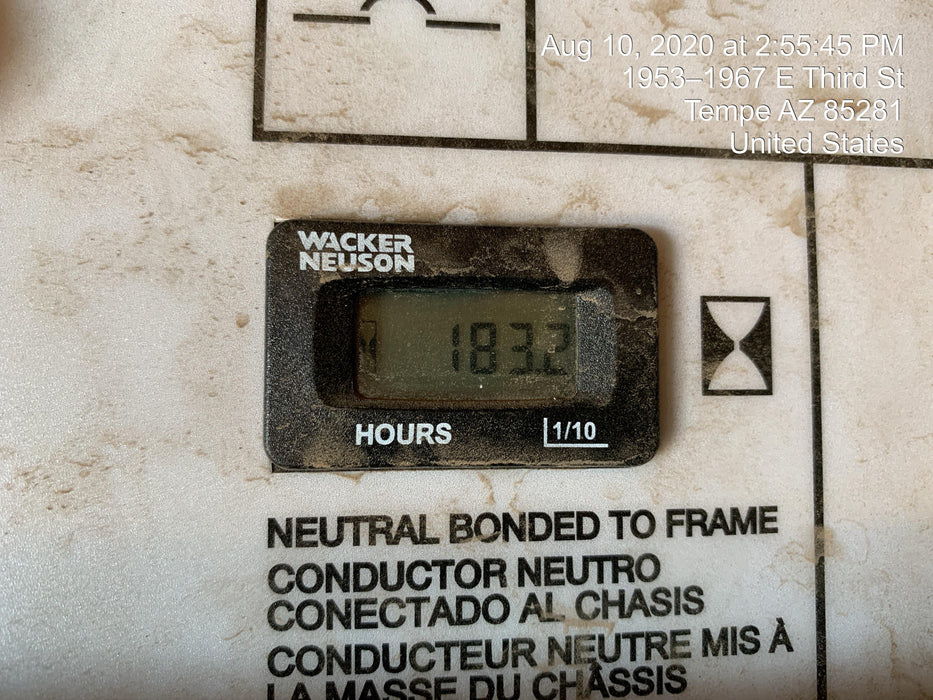 Aug 10, 2020 at 2:55:45 PM
1953–1967 E Third St
Tempe AZ 85281
United States
WACKER
NEUSON
183.2
HOURS 1/10
NEUTRAL BONDED TO FRAME
CONDUCTOR NEUTRO
CONECTADO AL CHASIS
CONDUCTEUR NEUTRE MIS À
LA MASSE DU CHÂSSIS